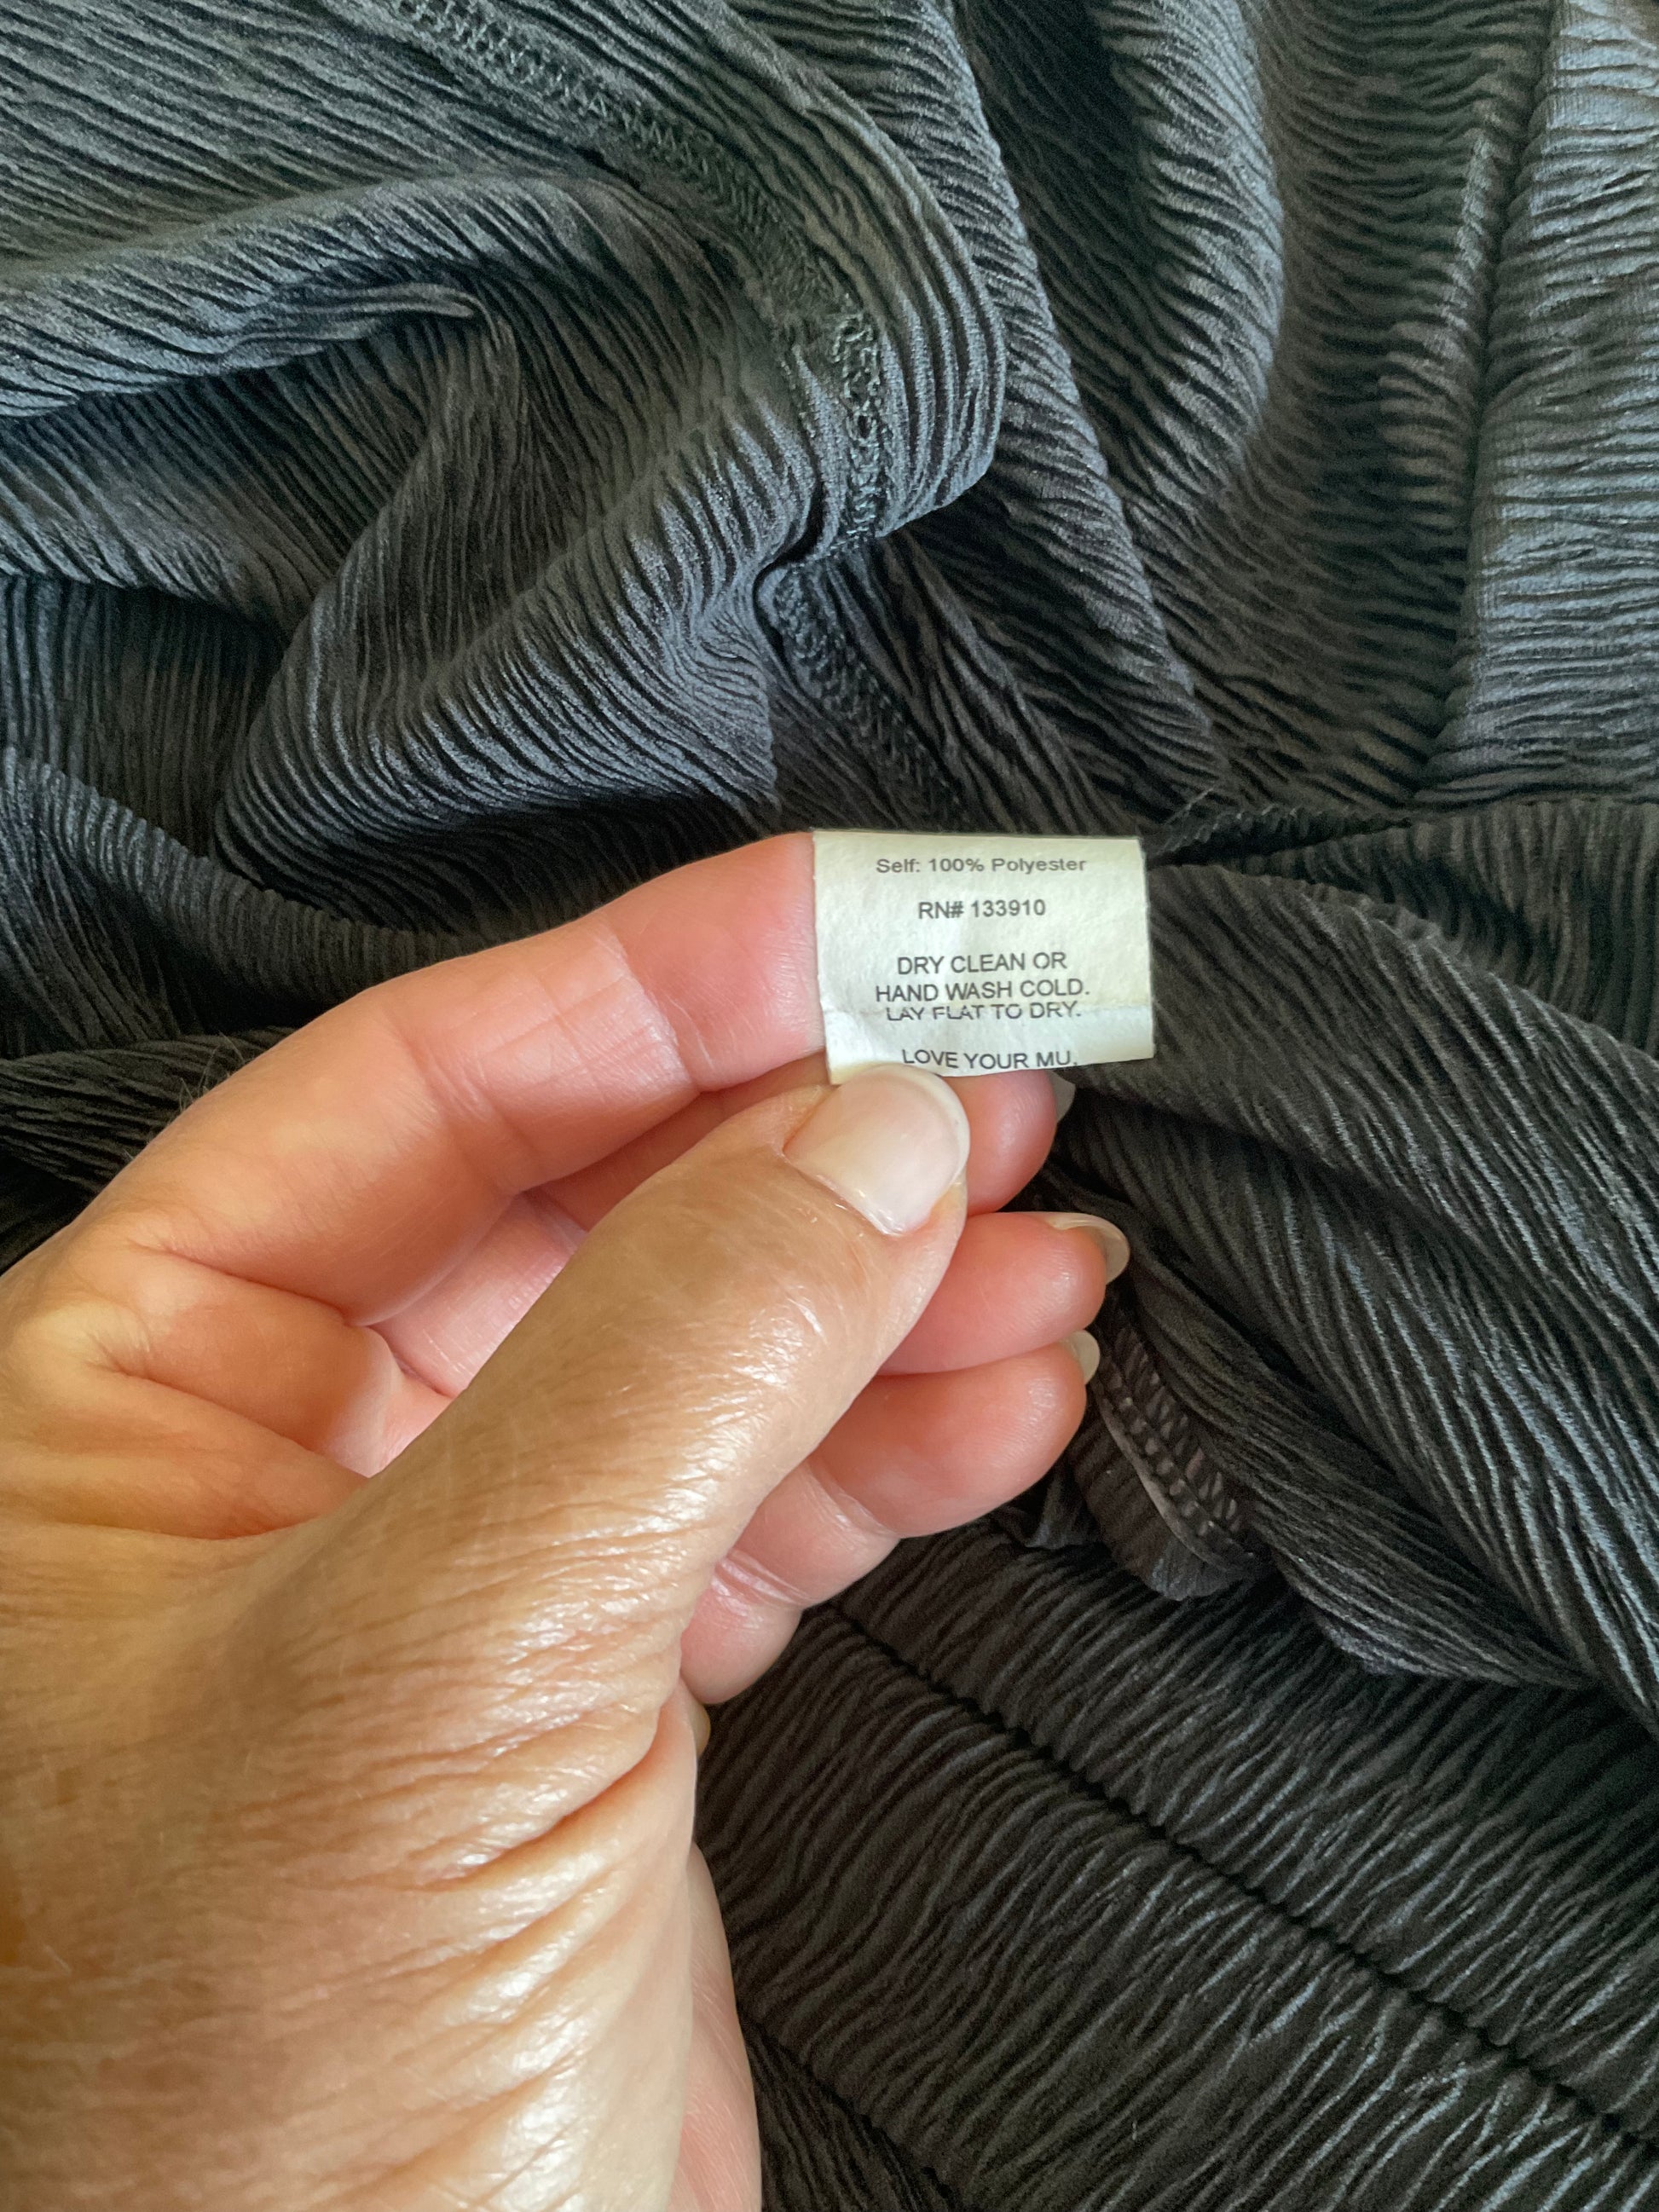 Self: 100% Polyester
RN# 133910
DRY CLEAN OR
HAND WASH COLD.
LAY FLAT TO DRY.
LOVE YOUR MU.